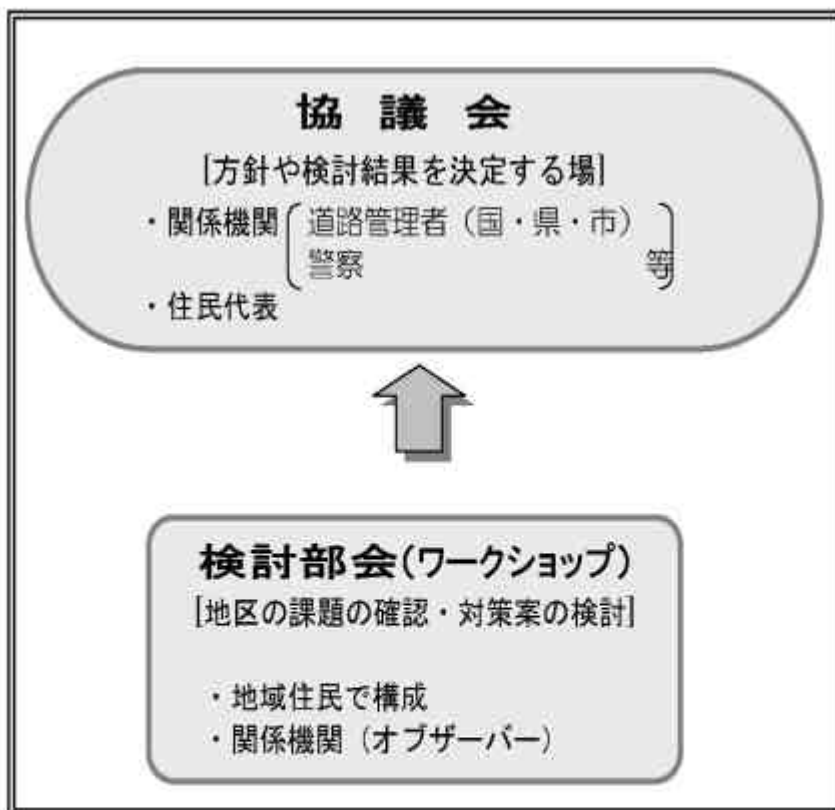 協 議 会
[方針や検討結果を決定する場]
・関係機関 道路管理者（国・県・市）
警察 等
・住民代表
検討部会(ワークショップ)
[地区の課題の確認・対策案の検討]
・地域住民で構成
・関係機関（オブザーバー）